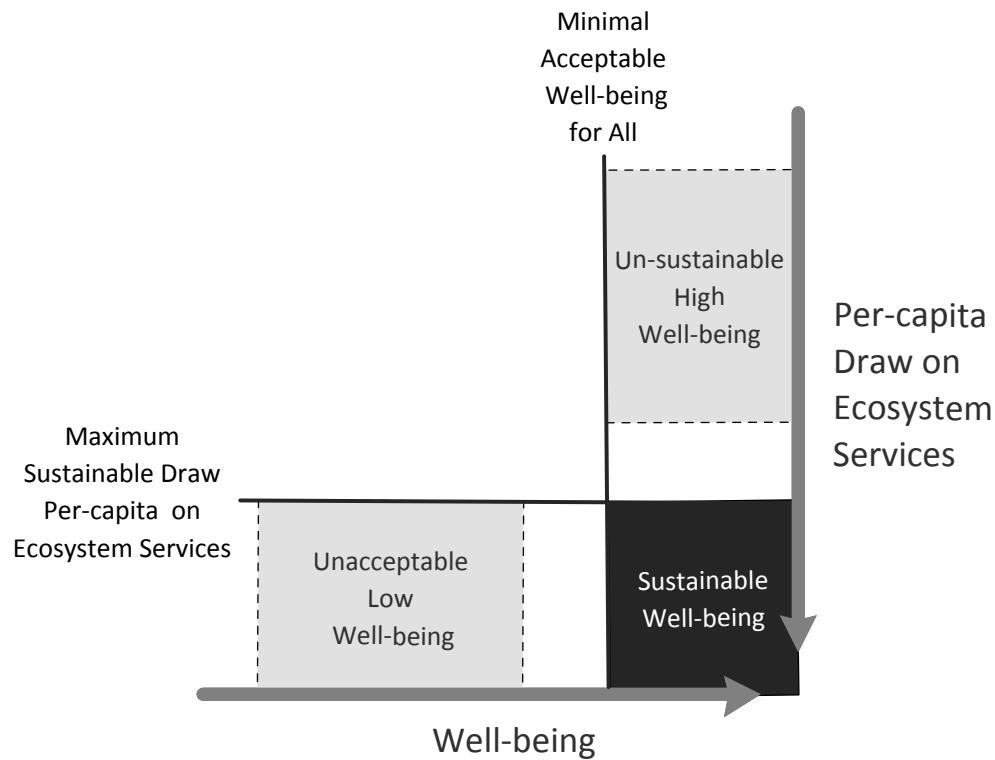 Minimal
Acceptable
Well-being
for All
Un-sustainable
High
Well-being
Per-capita
Draw on
Ecosystem
Services
Maximum
Sustainable Draw
Per-capita on
Ecosystem Services
Unacceptable
Low
Well-being
Sustainable
Well-being
Well-being